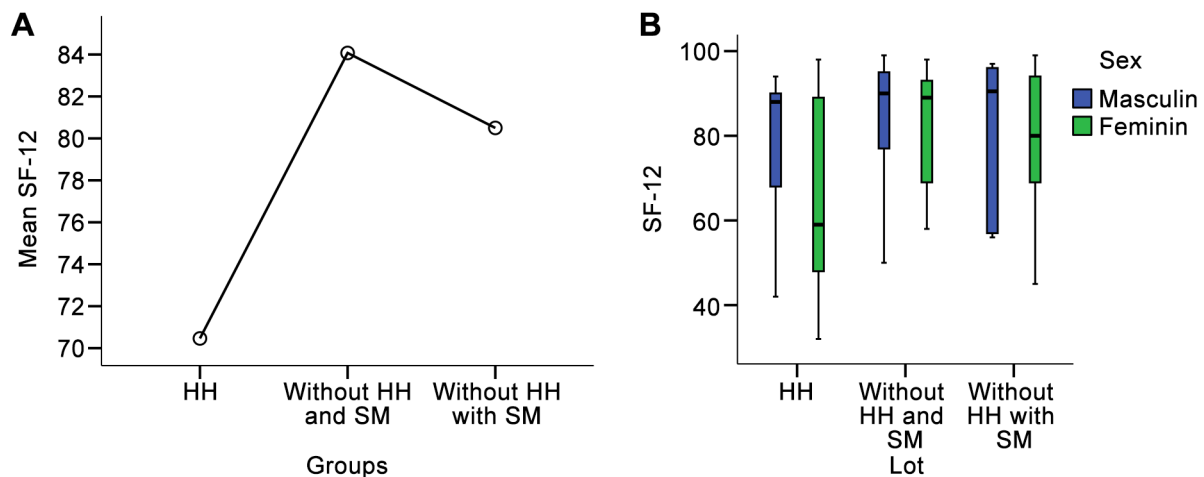 A
Mean SF-12
84
82
80
78
76
74
72
70
HH
Without HH
and SM
Without HH
with SM
Groups
B
SF-12
100
80
60
40
HH
Without
HH and
SM
Without
HH with
SM
Lot
Sex
Masculin
Feminin